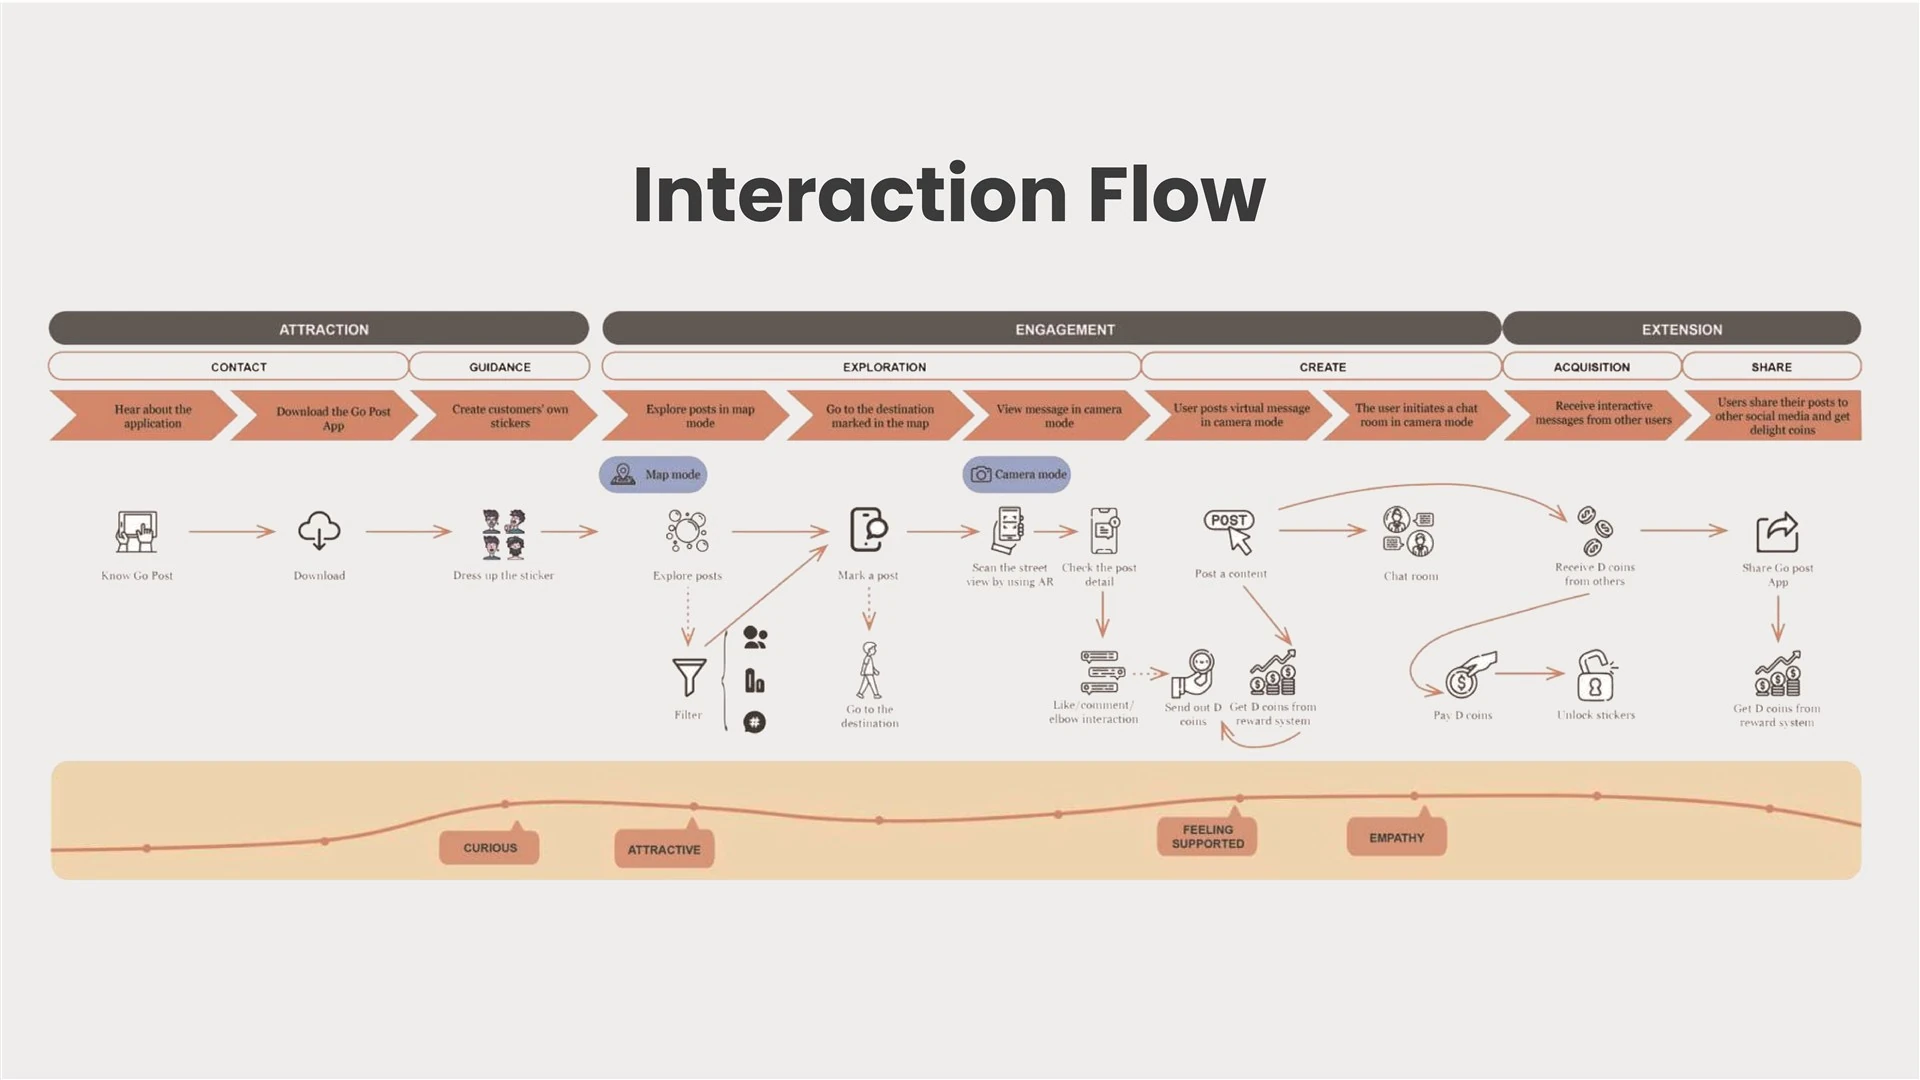 Interaction Flow
ATTRACTION
ENGAGEMENT
EXTENSION
CONTACT
GUIDANCE
EXPLORATION
CREATE
ACQUISITION
SHARE
Hear about the
application
Download the Go Post
App
Create customers' own
stickers
Explore posts in map
mode
Go to the destination
marked in the map
View message in camera
mode
User posts virtual message
in camera mode
The user initiates a chat
room in camera mode
Receive interactive
messages from other users
Users share their posts to
other social media and get
delight coins
Map mode
Camera mode
POST
Know Go Post
Download
Dress up the sticker
Explore posts
Mark a post
Scan the street
view by using AR
Check the post
detail
Post a content
Chat room
Receive D coins
from others
Share Go post
App
#
Filter
Go to the
destination
Like/comment/
elbow interaction
Send out D
coins
Get D coins from
reward system
Pay D coins
Unlock stickers
Get D coins from
reward system
CURIOUS
ATTRACTIVE
FEELING
SUPPORTED
EMPATHY